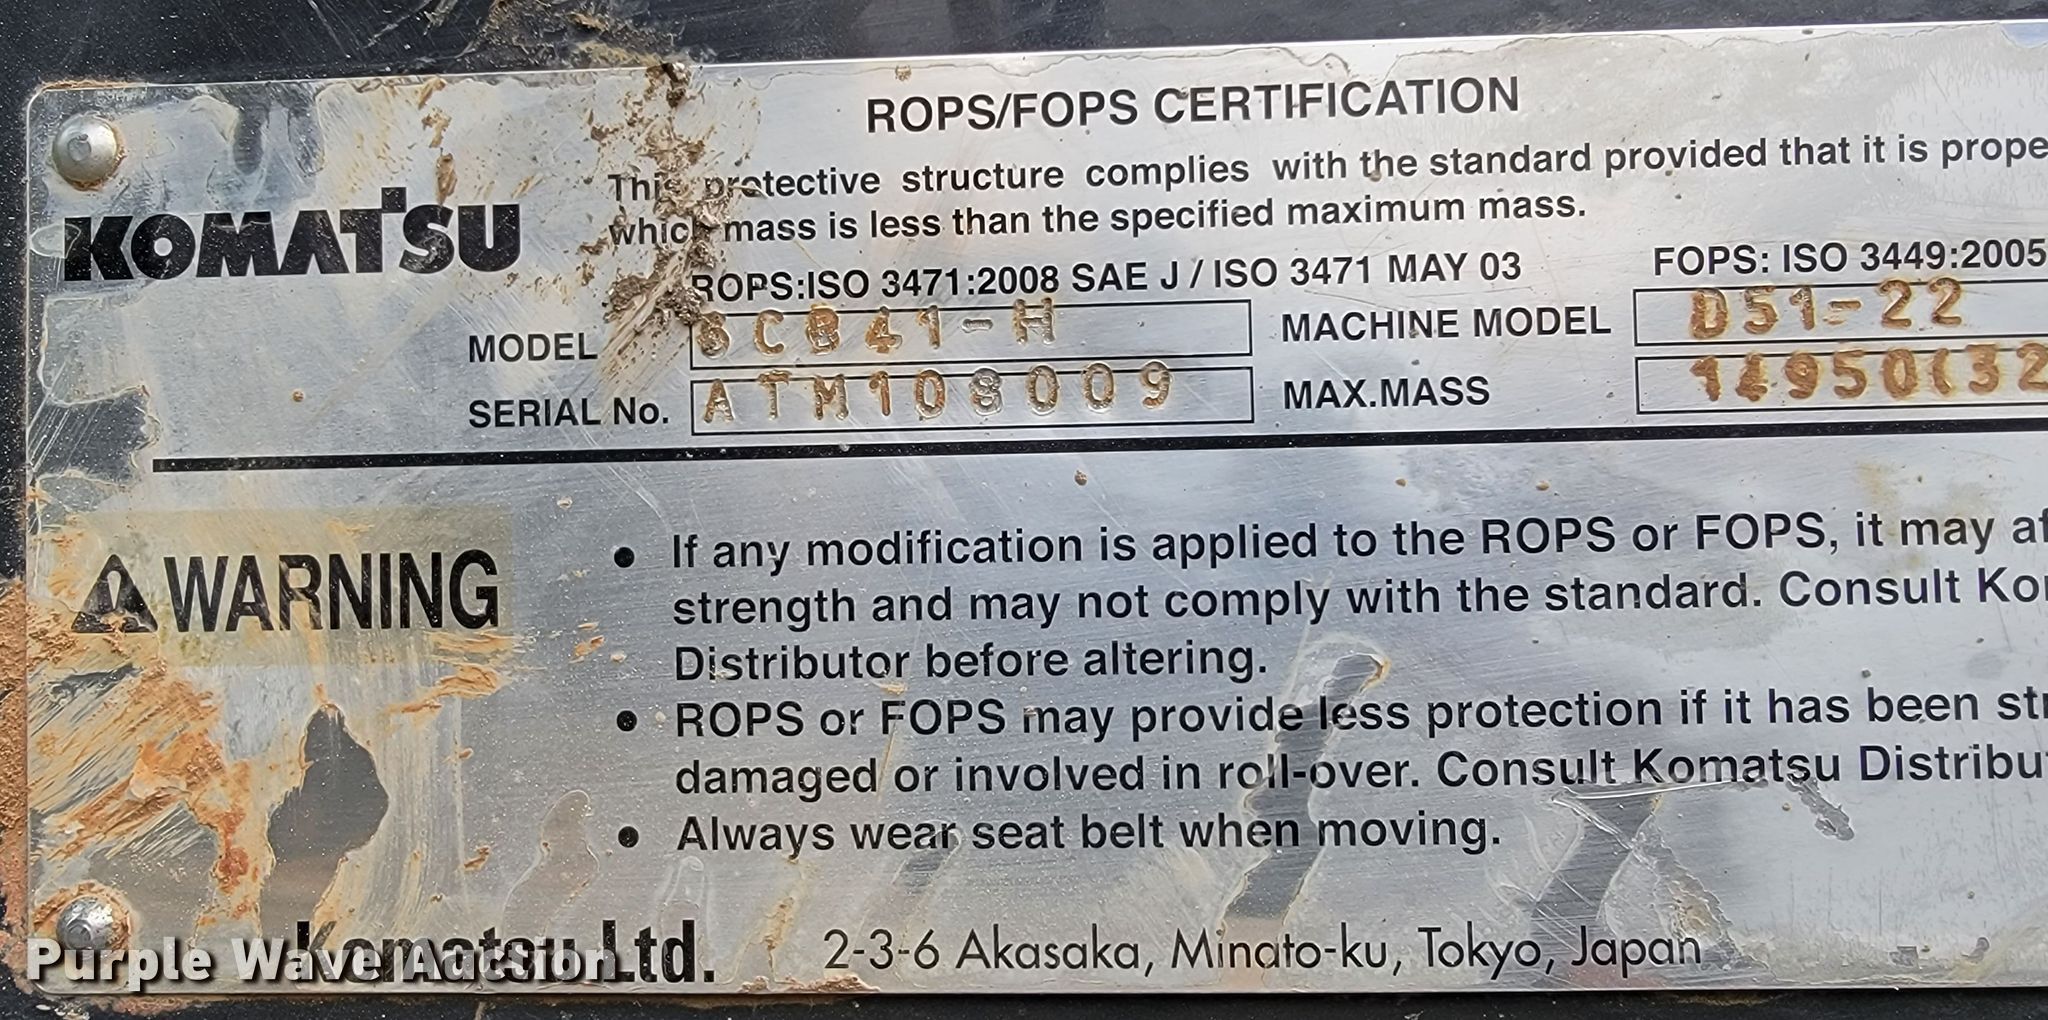 ROPS/FOPS CERTIFICATION
KOMATSU
This protective structure complies with the standard provided that it is prope
which mass is less than the specified maximum mass.
ROPS:ISO 3471:2008 SAE J / ISO 3471 MAY 03 FOPS: ISO 3449:2005
MODEL SCB41-H MACHINE MODEL D51-22
SERIAL No. ATM108009 MAX.MASS 14950(32
WARNING
• If any modification is applied to the ROPS or FOPS, it may af
strength and may not comply with the standard. Consult Ko
Distributor before altering.
• ROPS or FOPS may provide less protection if it has been str
damaged or involved in roll-over. Consult Komatsu Distribu
• Always wear seat belt when moving.
Komatsu Ltd. 2-3-6 Akasaka, Minato-ku, Tokyo, Japan
Purple Wave Auction